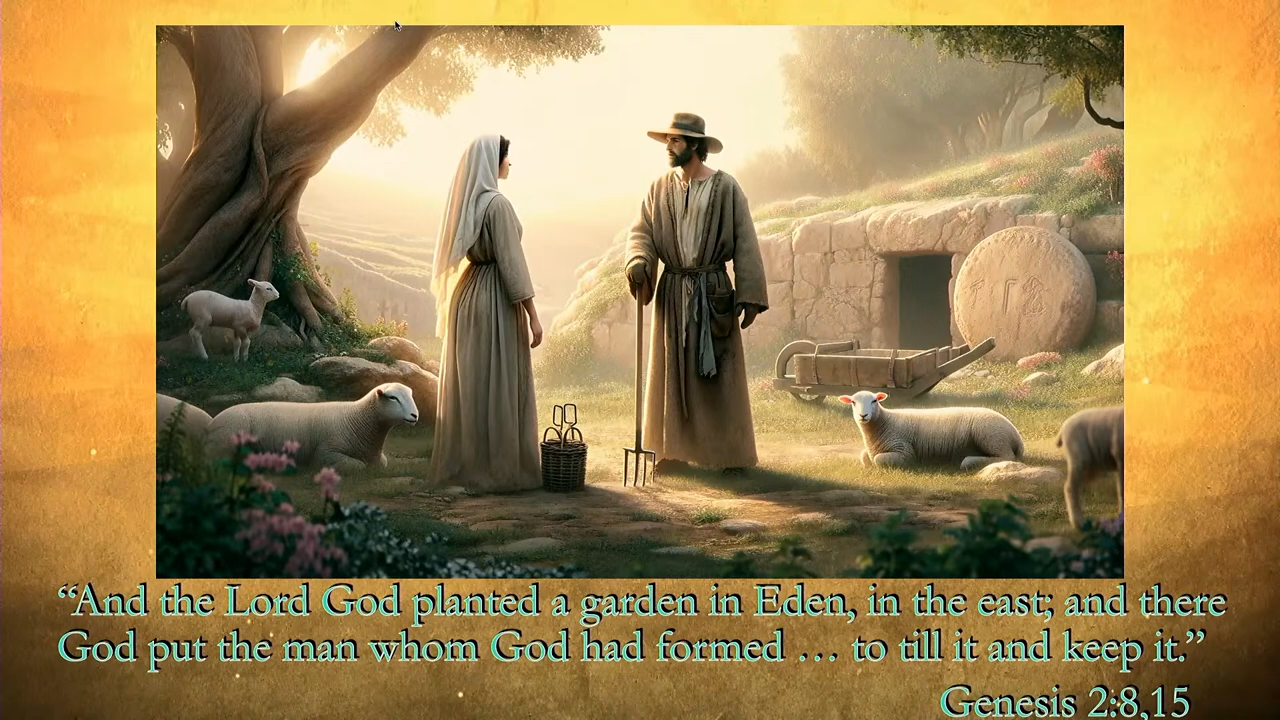 “And the Lord God planted a garden in Eden, in the east; and there
God put the man whom God had formed … to till it and keep it.”
Genesis 2:8,15